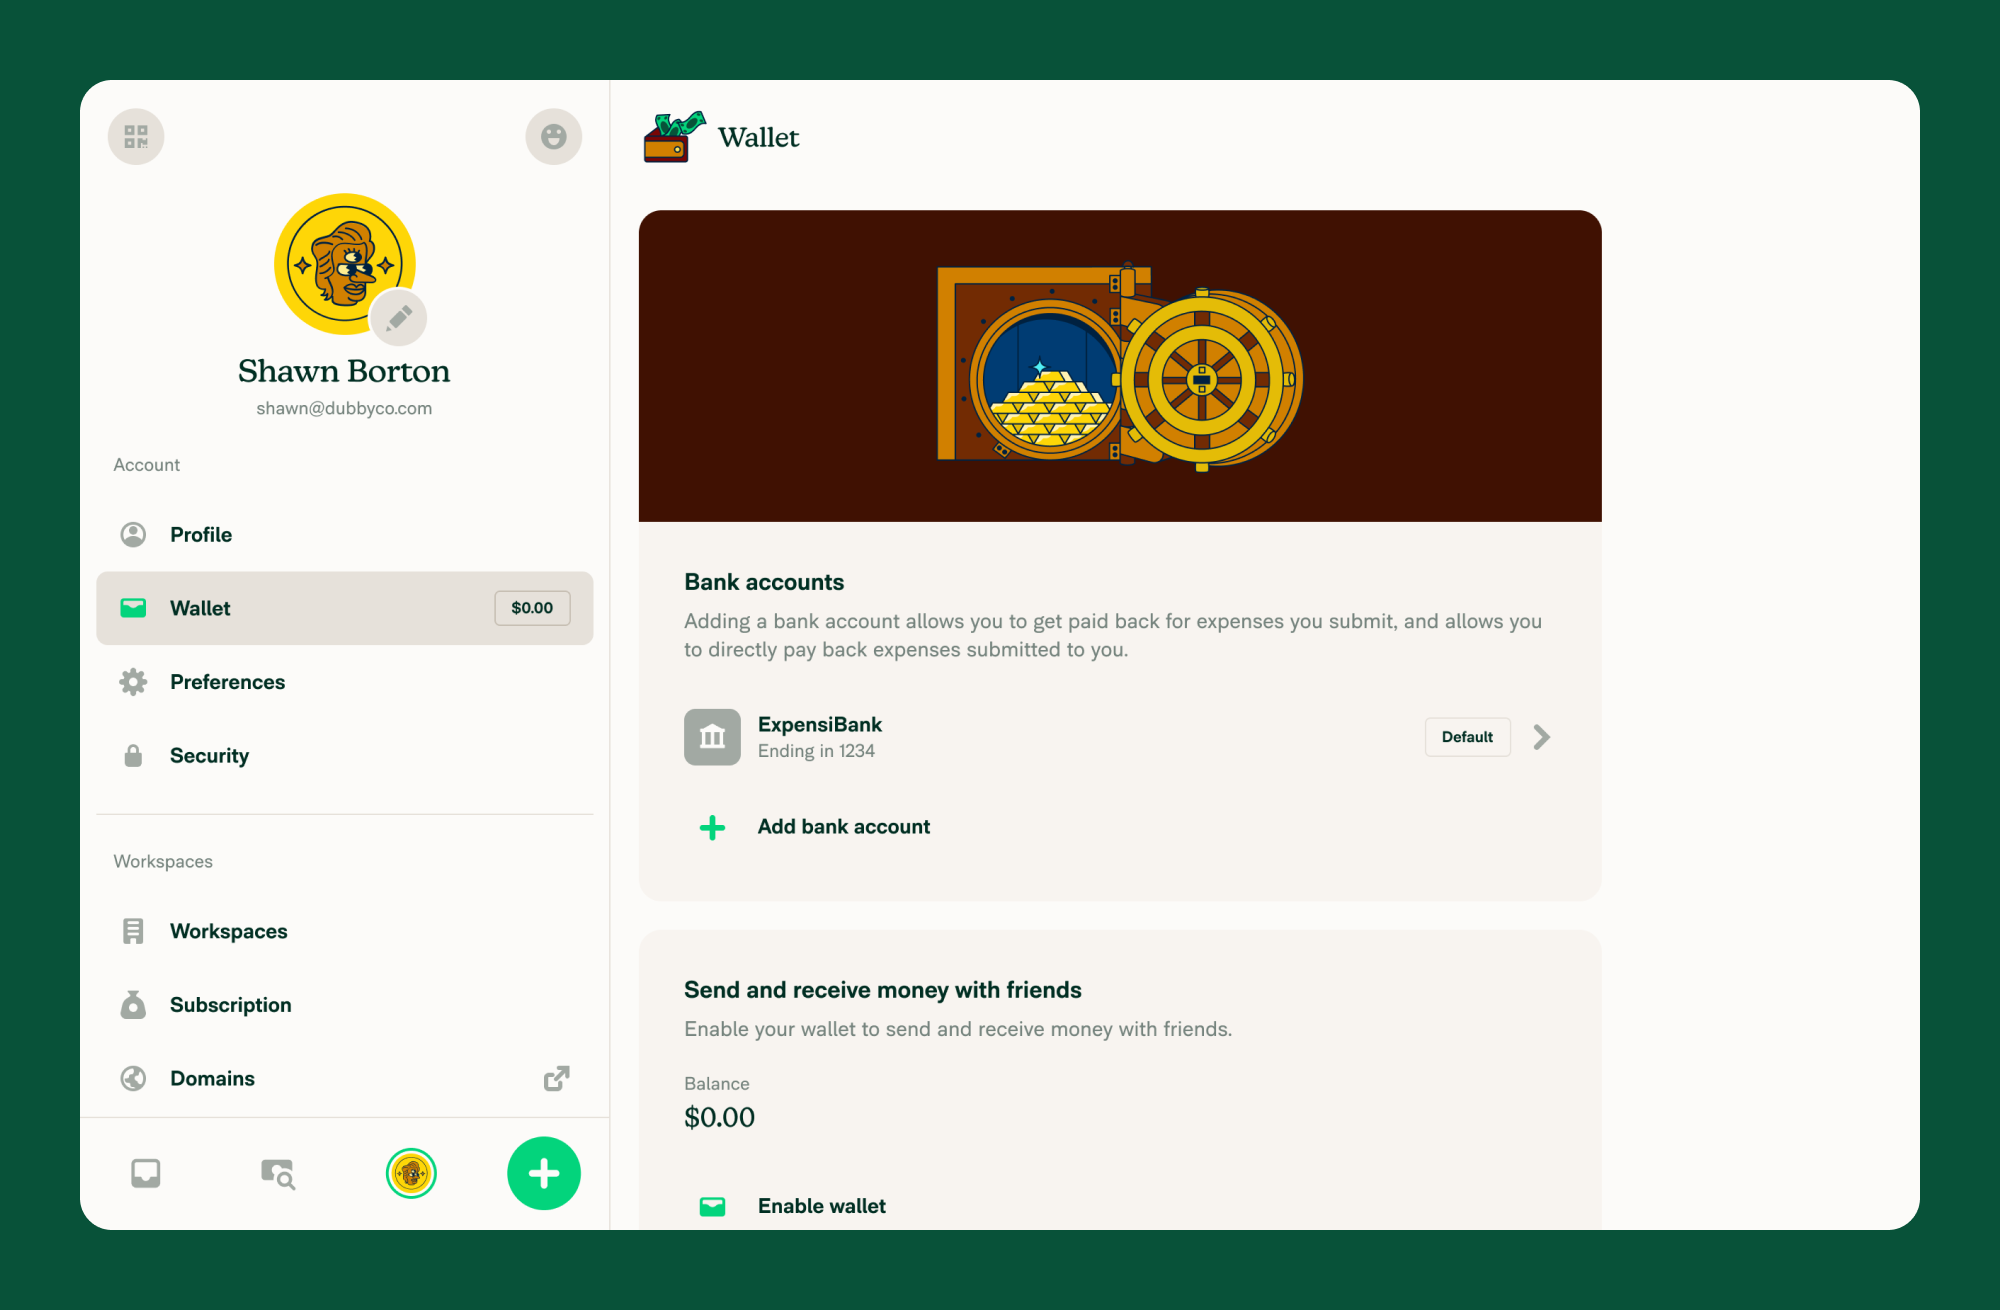 Shawn Borton
shawn@dubbyco.com
Account
Profile
Wallet
$0.00
Preferences
Security
Workspaces
Workspaces
Subscription
Domains
Wallet
Bank accounts
Adding a bank account allows you to get paid back for expenses you submit, and allows you
to directly pay back expenses submitted to you.
ExpensiBank
Ending in 1234
Default
Add bank account
Send and receive money with friends
Enable your wallet to send and receive money with friends.
Balance
$0.00
Enable wallet